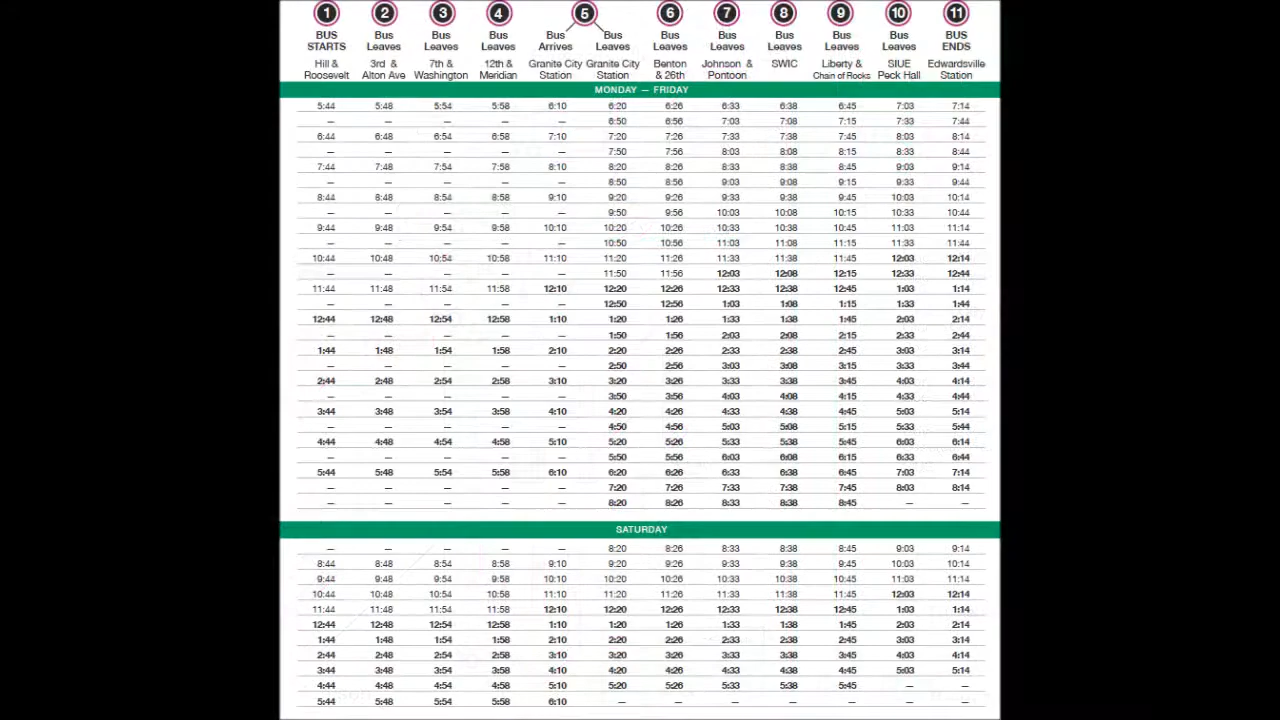 1 2 3 4 5 6 7 8 9 10 11
BUS Bus Bus Bus Bus Bus Bus Bus Bus Bus Bus BUS
STARTS Leaves Leaves Leaves Arrives Leaves Leaves Leaves Leaves Leaves Leaves ENDS
Hill & 3rd & 7th & 12th & Granite City Granite City Benton Johnson & SWIC Liberty & SIUE Edwardsville
Roosevelt Alton Ave Washington Meridian Station Station & 26th Pontoon Chain of Rocks Peck Hall Station
MONDAY — FRIDAY
5:44 5:48 5:54 5:58 6:10 6:20 6:26 6:33 6:38 6:45 7:03 7:14
— — — — — 6:50 6:56 7:03 7:08 7:15 7:33 7:44
6:44 6:48 6:54 6:58 7:10 7:20 7:26 7:33 7:38 7:45 8:03 8:14
— — — — — 7:50 7:56 8:03 8:08 8:15 8:33 8:44
7:44 7:48 7:54 7:58 8:10 8:20 8:26 8:33 8:38 8:45 9:03 9:14
— — — — — 8:50 8:56 9:03 9:08 9:15 9:33 9:44
8:44 8:48 8:54 8:58 9:10 9:20 9:26 9:33 9:38 9:45 10:03 10:14
— — — — — 9:50 9:56 10:03 10:08 10:15 10:33 10:44
9:44 9:48 9:54 9:58 10:10 10:20 10:26 10:33 10:38 10:45 11:03 11:14
— — — — — 10:50 10:56 11:03 11:08 11:15 11:33 11:44
10:44 10:48 10:54 10:58 11:10 11:20 11:26 11:33 11:38 11:45 12:03 12:14
— — — — — 11:50 11:56 12:03 12:08 12:15 12:33 12:44
11:44 11:48 11:54 11:58 12:10 12:20 12:26 12:33 12:38 12:45 1:03 1:14
— — — — — 12:50 12:56 1:03 1:08 1:15 1:33 1:44
12:44 12:48 12:54 12:58 1:10 1:20 1:26 1:33 1:38 1:45 2:03 2:14
— — — — — 1:50 1:56 2:03 2:08 2:15 2:33 2:44
1:44 1:48 1:54 1:58 2:10 2:20 2:26 2:33 2:38 2:45 3:03 3:14
— — — — — 2:50 2:56 3:03 3:08 3:15 3:33 3:44
2:44 2:48 2:54 2:58 3:10 3:20 3:26 3:33 3:38 3:45 4:03 4:14
— — — — — 3:50 3:56 4:03 4:08 4:15 4:33 4:44
3:44 3:48 3:54 3:58 4:10 4:20 4:26 4:33 4:38 4:45 5:03 5:14
— — — — — 4:50 4:56 5:03 5:08 5:15 5:33 5:44
4:44 4:48 4:54 4:58 5:10 5:20 5:26 5:33 5:38 5:45 6:03 6:14
— — — — — 5:50 5:56 6:03 6:08 6:15 6:33 6:44
5:44 5:48 5:54 5:58 6:10 6:20 6:26 6:33 6:38 6:45 7:03 7:14
— — — — — 7:20 7:26 7:33 7:38 7:45 8:03 8:14
— — — — — 8:20 8:26 8:33 8:38 8:45 — —
SATURDAY
— — — — — 8:20 8:26 8:33 8:38 8:45 9:03 9:14
8:44 8:48 8:54 8:58 9:10 9:20 9:26 9:33 9:38 9:45 10:03 10:14
9:44 9:48 9:54 9:58 10:10 10:20 10:26 10:33 10:38 10:45 11:03 11:14
10:44 10:48 10:54 10:58 11:10 11:20 11:26 11:33 11:38 11:45 12:03 12:14
11:44 11:48 11:54 11:58 12:10 12:20 12:26 12:33 12:38 12:45 1:03 1:14
12:44 12:48 12:54 12:58 1:10 1:20 1:26 1:33 1:38 1:45 2:03 2:14
1:44 1:48 1:54 1:58 2:10 2:20 2:26 2:33 2:38 2:45 3:03 3:14
2:44 2:48 2:54 2:58 3:10 3:20 3:26 3:33 3:38 3:45 4:03 4:14
3:44 3:48 3:54 3:58 4:10 4:20 4:26 4:33 4:38 4:45 5:03 5:14
4:44 4:48 4:54 4:58 5:10 5:20 5:26 5:33 5:38 5:45 — —
5:44 5:48 5:54 5:58 6:10 — — — — — — —